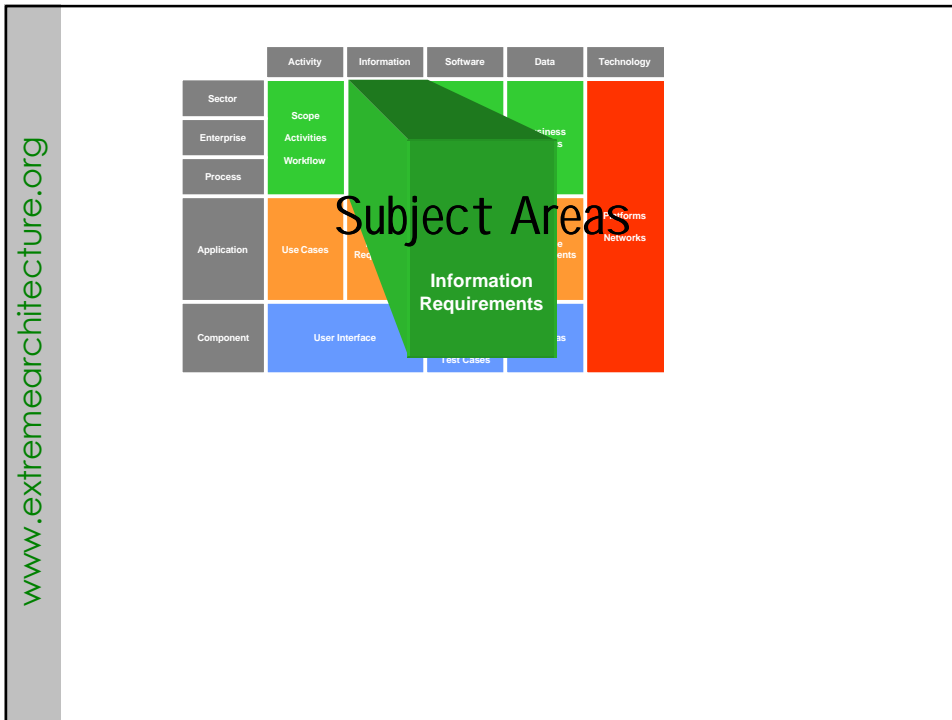 www.extremearchitecture.org
Activity
Information
Software
Data
Technology
Sector
Enterprise
Process
Scope
Activities
Workflow
Subject Areas
Platforms
Networks
Application
Use Cases
Information
Requirements
Component
User Interface
Test Cases